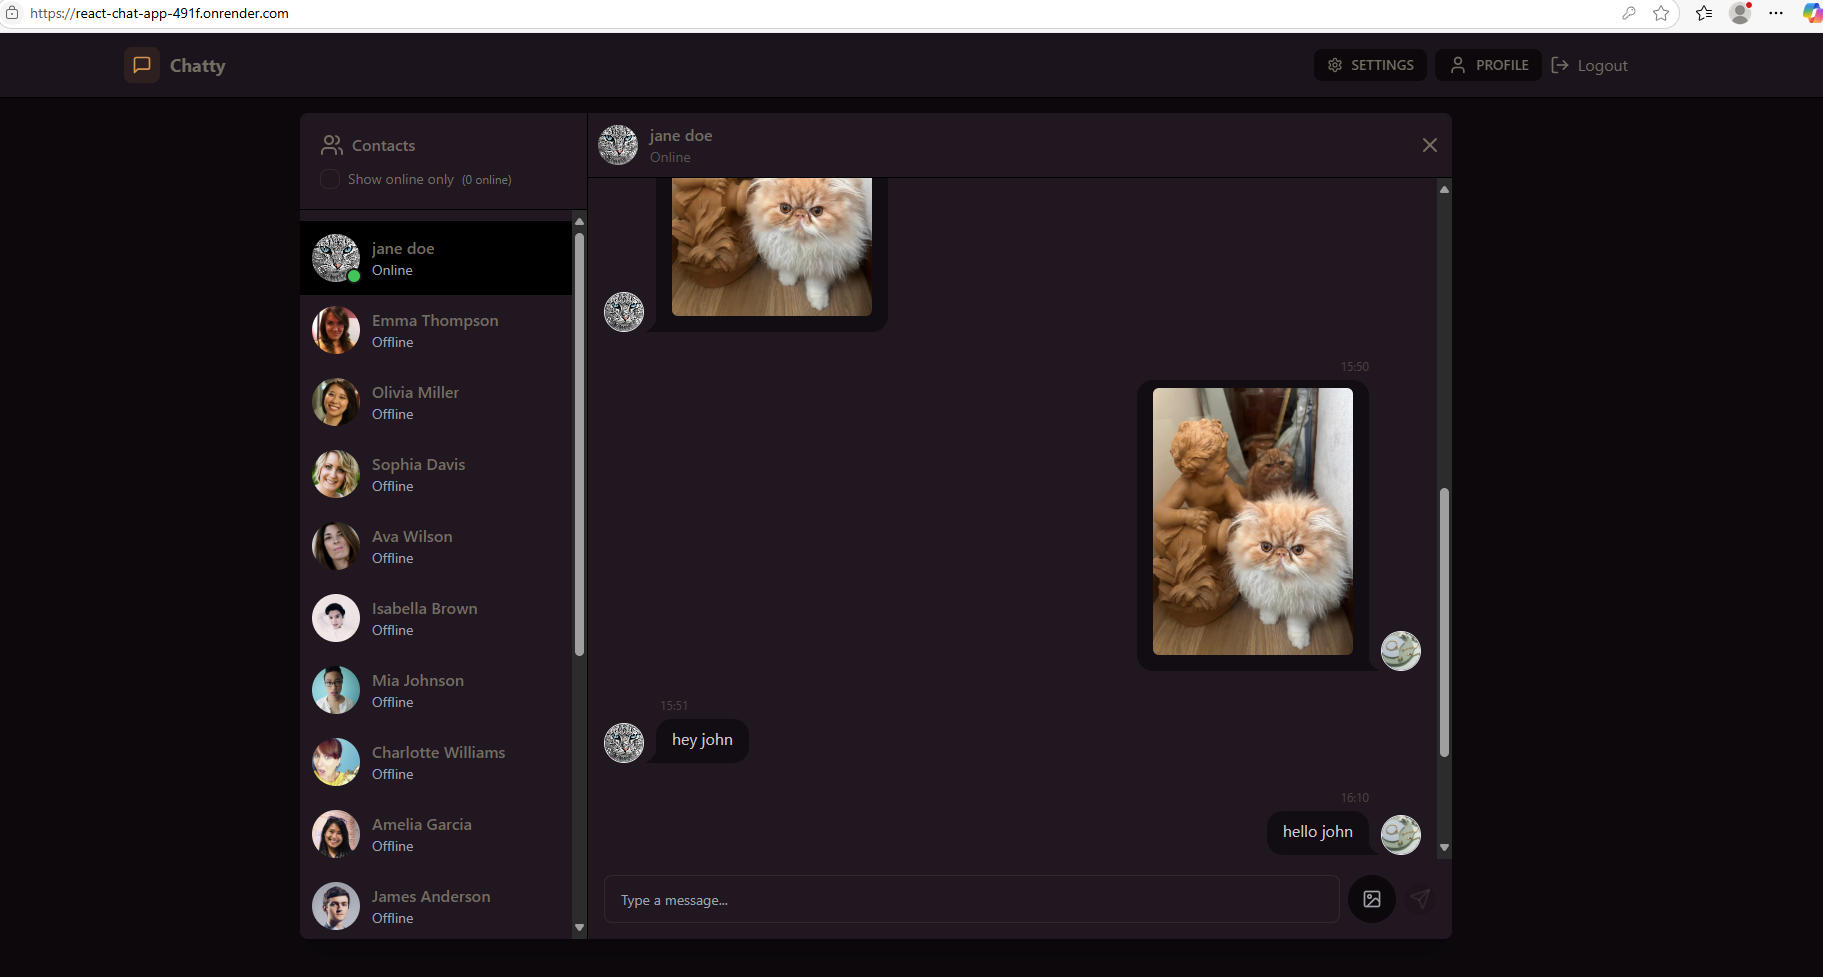 https://react-chat-app-491f.onrender.com
Chatty
SETTINGS
PROFILE
Logout
Contacts
Show online only (0 online)
jane doe
Online
Emma Thompson
Offline
Olivia Miller
Offline
Sophia Davis
Offline
Ava Wilson
Offline
Isabella Brown
Offline
Mia Johnson
Offline
Charlotte Williams
Offline
Amelia Garcia
Offline
James Anderson
Offline
jane doe
Online
15:50
15:51
hey john
16:10
hello john
Type a message...